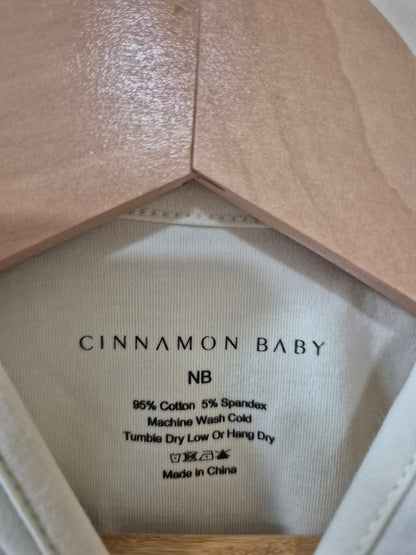 CINNAMON BABY
NB
95% Cotton 5% Spandex
Machine Wash Cold
Tumble Dry Low Or Hang Dry
Made in China